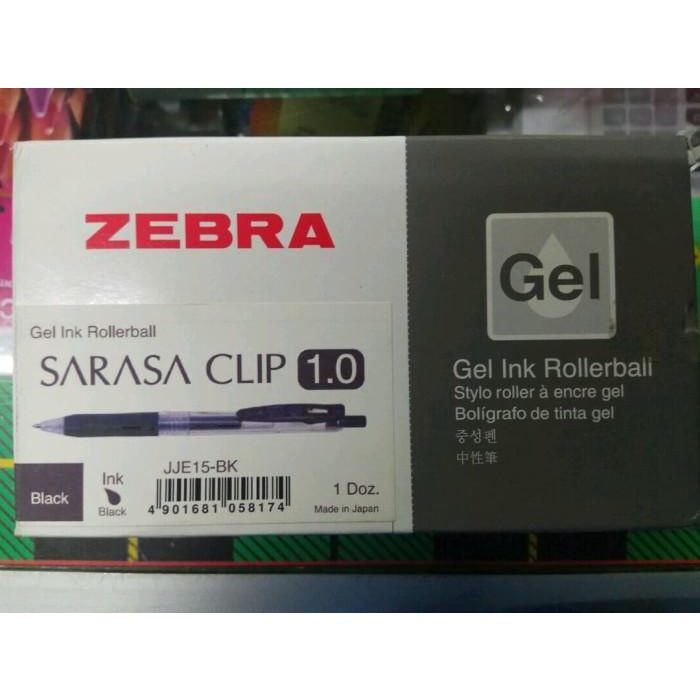 ZEBRA
Gel Ink Rollerball
SARASA CLIP 1.0
Black
Ink
Black
JJE15-BK
4 901681 058174
1 Doz.
Made in Japan
Gel
Gel Ink Rollerball
Stylo roller à encre gel
Bolígrafo de tinta gel
중성펜
中性筆